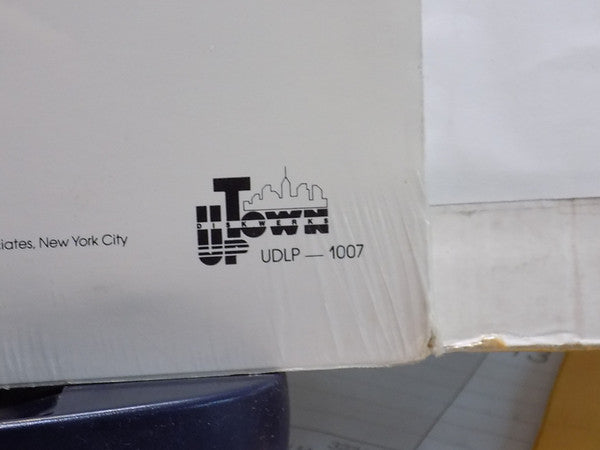 UpTown
DISKWERKS
UDLP — 1007
ciates, New York City